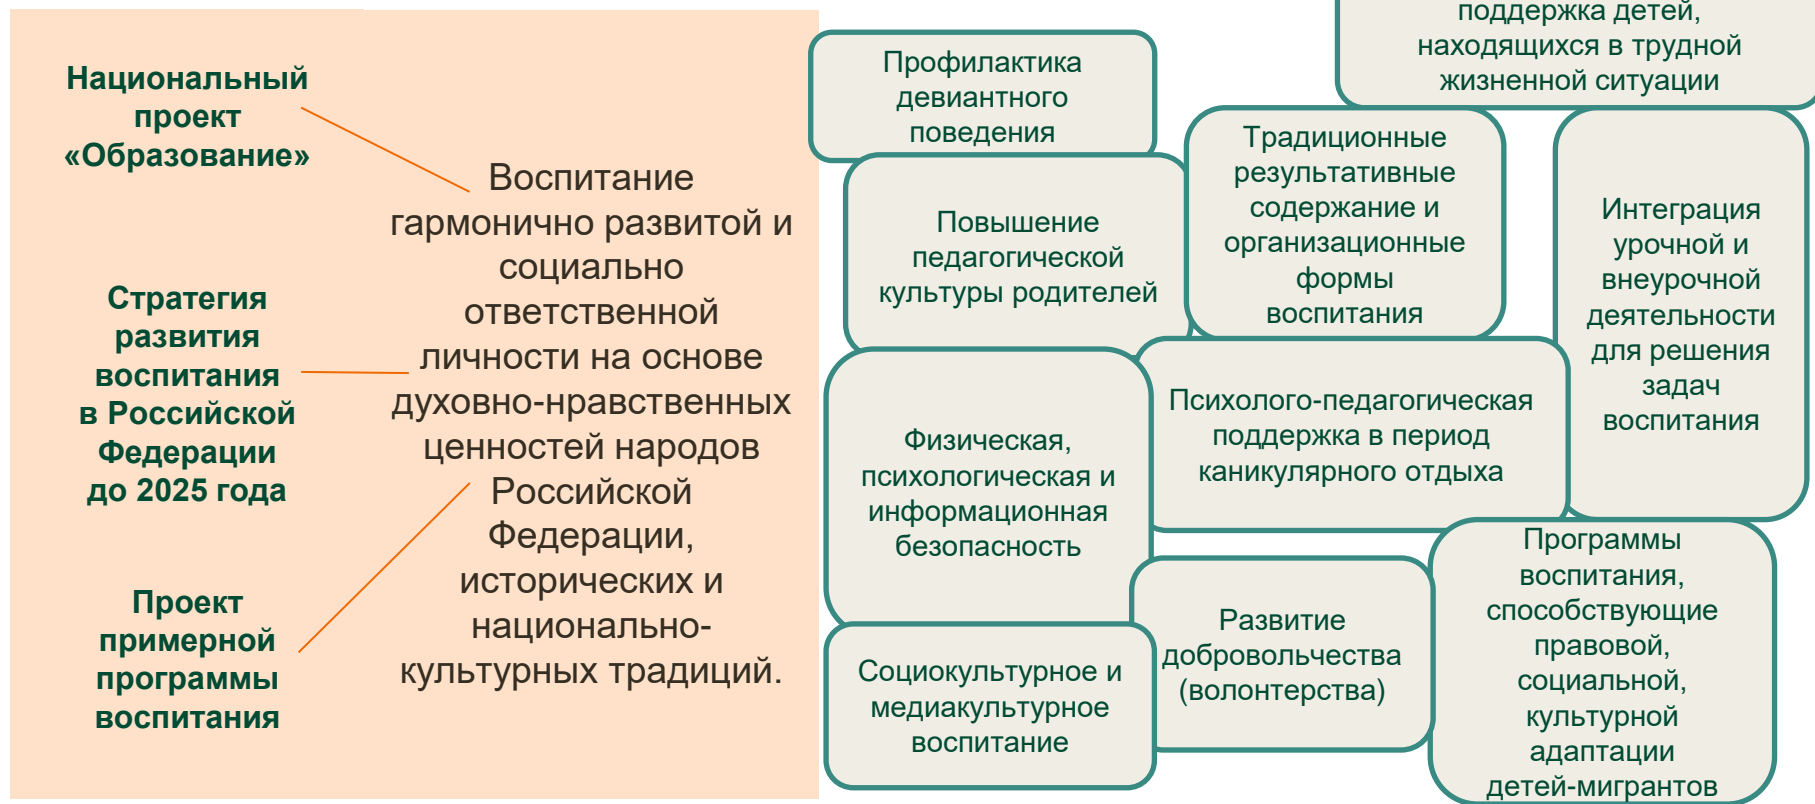 Национальный
проект
«Образование»
Стратегия
развития
воспитания
в Российской
Федерации
до 2025 года
Проект
примерной
программы
воспитания
Воспитание
гармонично развитой и
социально
ответственной
личности на основе
духовно-нравственных
ценностей народов
Российской
Федерации,
исторических и
национально-
культурных традиций.
поддержка детей,
находящихся в трудной
жизненной ситуации
Профилактика
девиантного
поведения
Традиционные
результативные
содержание и
организационные
формы
воспитания
Интеграция
урочной и
внеурочной
деятельности
для решения
задач
воспитания
Повышение
педагогической
культуры родителей
Психолого-педагогическая
поддержка в период
каникулярного отдыха
Физическая,
психологическая и
информационная
безопасность
Программы
воспитания,
способствующие
правовой,
социальной,
культурной
адаптации
детей-мигрантов
Развитие
добровольчества
(волонтерства)
Социокультурное и
медиакультурное
воспитание